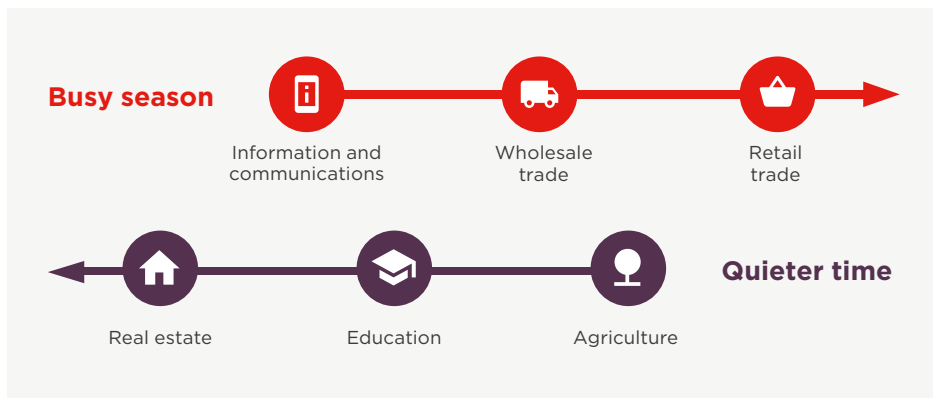 Busy season
Information and
communications
Wholesale
trade
Retail
trade
Quieter time
Real estate
Education
Agriculture